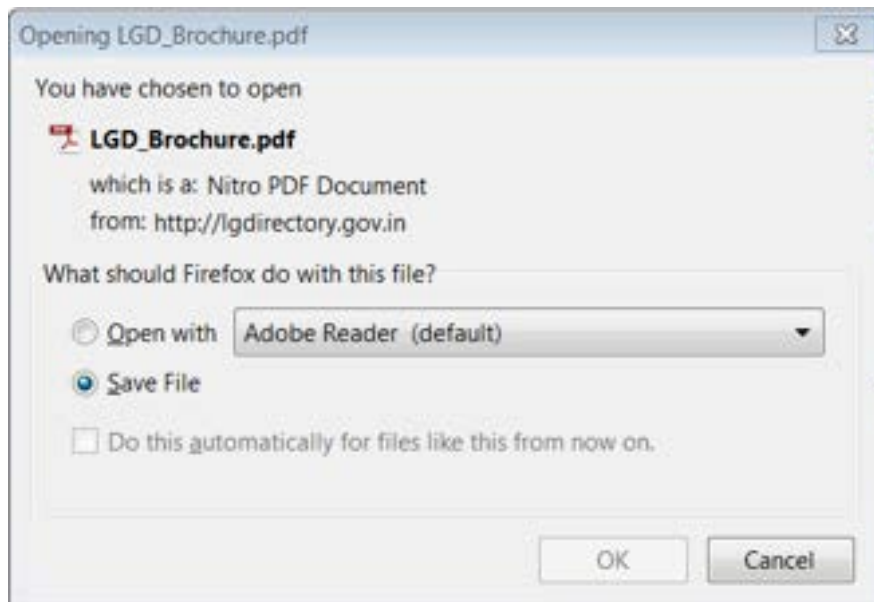 Opening LGD_Brochure.pdf
You have chosen to open
LGD_Brochure.pdf
which is a: Nitro PDF Document
from: http://lgdirectory.gov.in
What should Firefox do with this file?
Open with Adobe Reader (default)
Save File
Do this automatically for files like this from now on.
OK Cancel